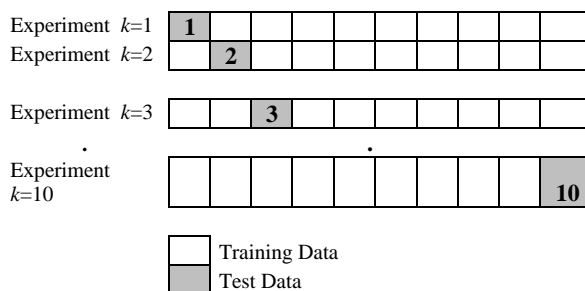 Experiment k=1 1
Experiment k=2 2
Experiment k=3 3
. .
Experiment
k=10 10
Training Data
Test Data